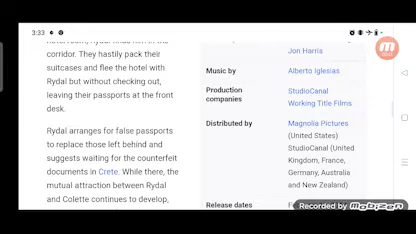 3:33
corridor. They hastily pack their
suitcases and flee the hotel with
Rydal but without checking out,
leaving their passports at the front
desk.
Rydal arranges for false passports
to replace those left behind and
suggests waiting for the counterfeit
documents in Crete. While there, the
mutual attraction between Rydal
and Colette continues to develop,
Jon Harris
Music by
Alberto Iglesias
Production
companies
StudioCanal
Working Title Films
Distributed by
Magnolia Pictures
(United States)
StudioCanal (United
Kingdom, France,
Germany, Australia
and New Zealand)
Release dates
Recorded by Mobizen